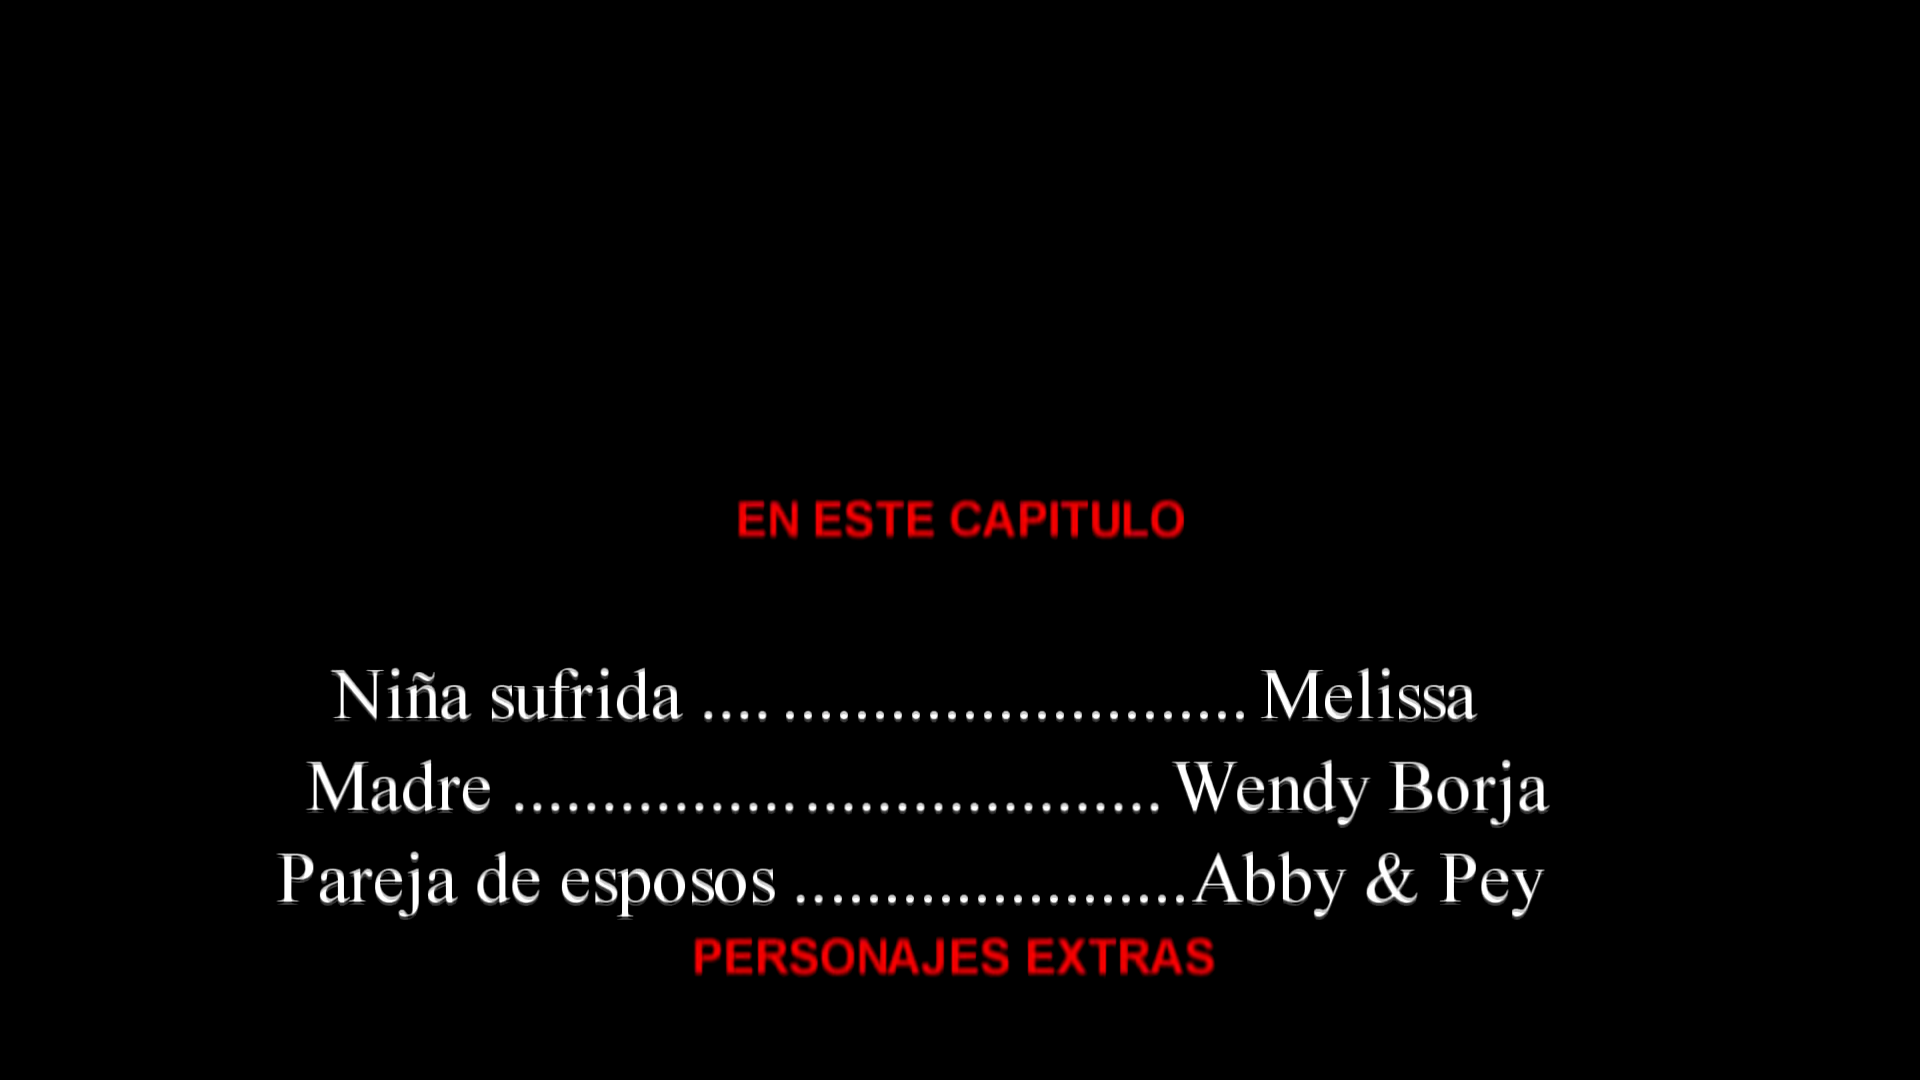 EN ESTE CAPITULO
Niña sufrida .... .......................... Melissa
Madre .................................... Wendy Borja
Pareja de esposos ......................Abby & Pey
PERSONAJES EXTRAS